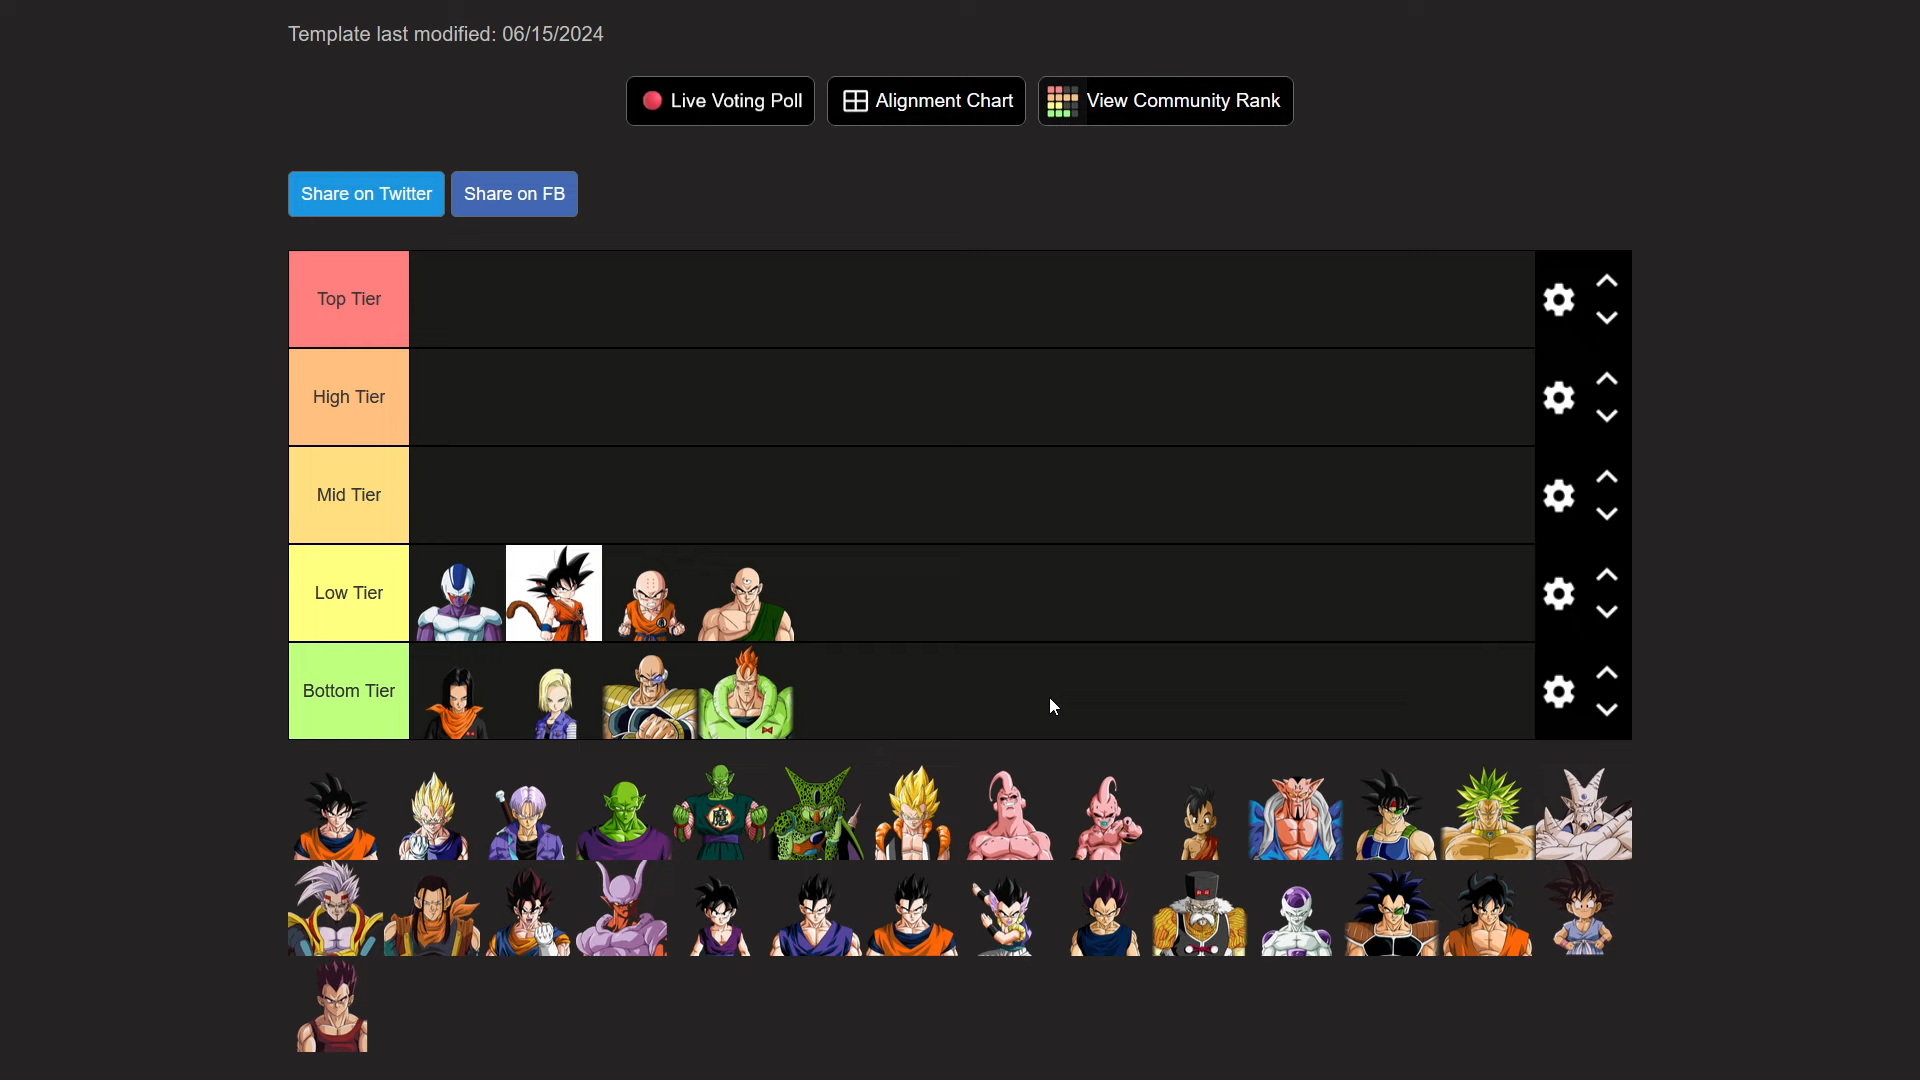 Template last modified: 06/15/2024
Live Voting Poll
Alignment Chart
View Community Rank
Share on Twitter
Share on FB
Top Tier
High Tier
Mid Tier
Low Tier
Bottom Tier
魔